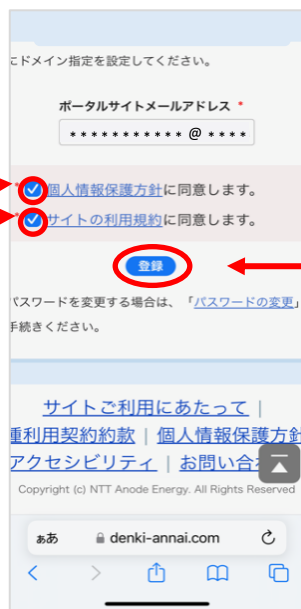 にドメイン指定を設定してください。
ポータルサイトメールアドレス *
***********@****
* 個人情報保護方針に同意します。
* サイトの利用規約に同意します。
登録
パスワードを変更する場合は、「パスワードの変更」
手続きください。
サイトご利用にあたって |
重利用契約約款 | 個人情報保護方針
アクセシビリティ | お問い合
Copyright (c) NTT Anode Energy. All Rights Reserved
ぁあ denki-annai.com